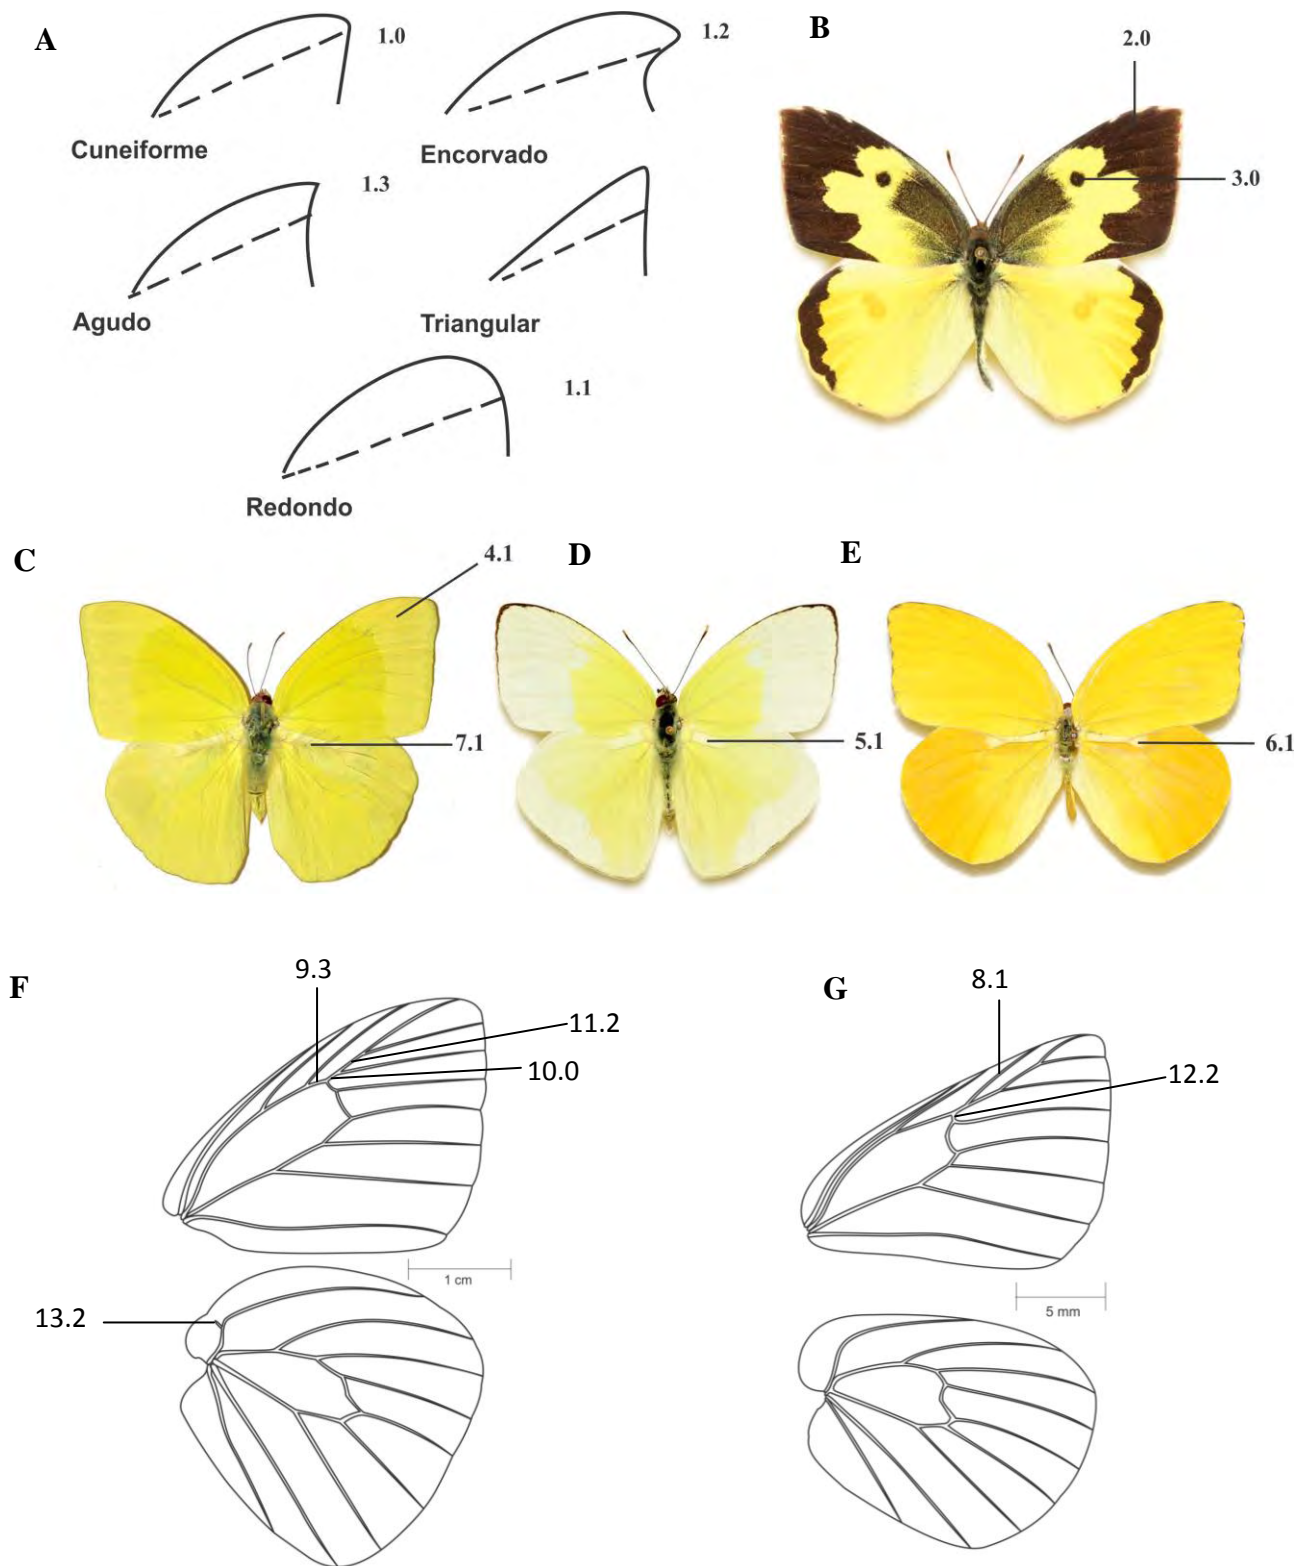 A
1.0
Cuneiforme
1.2
Encorvado
1.3
Agudo
Triangular
1.1
Redondo
B
2.0
3.0
C
4.1
7.1
D
5.1
E
6.1
F
9.3
11.2
10.0
1 cm
13.2
G
8.1
12.2
5 mm